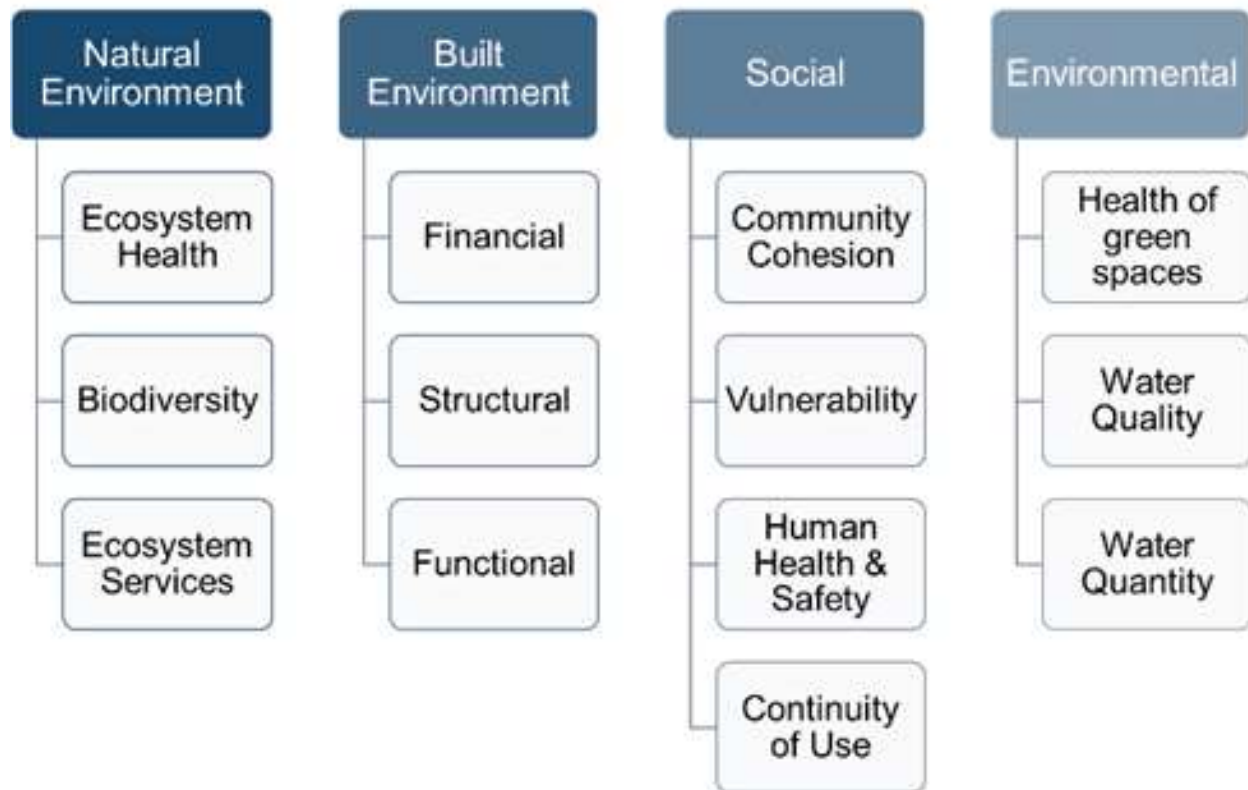 Natural
Environment
Ecosystem
Health
Biodiversity
Ecosystem
Services
Built
Environment
Financial
Structural
Functional
Social
Community
Cohesion
Vulnerability
Human
Health &
Safety
Continuity
of Use
Environmental
Health of
green
spaces
Water
Quality
Water
Quantity